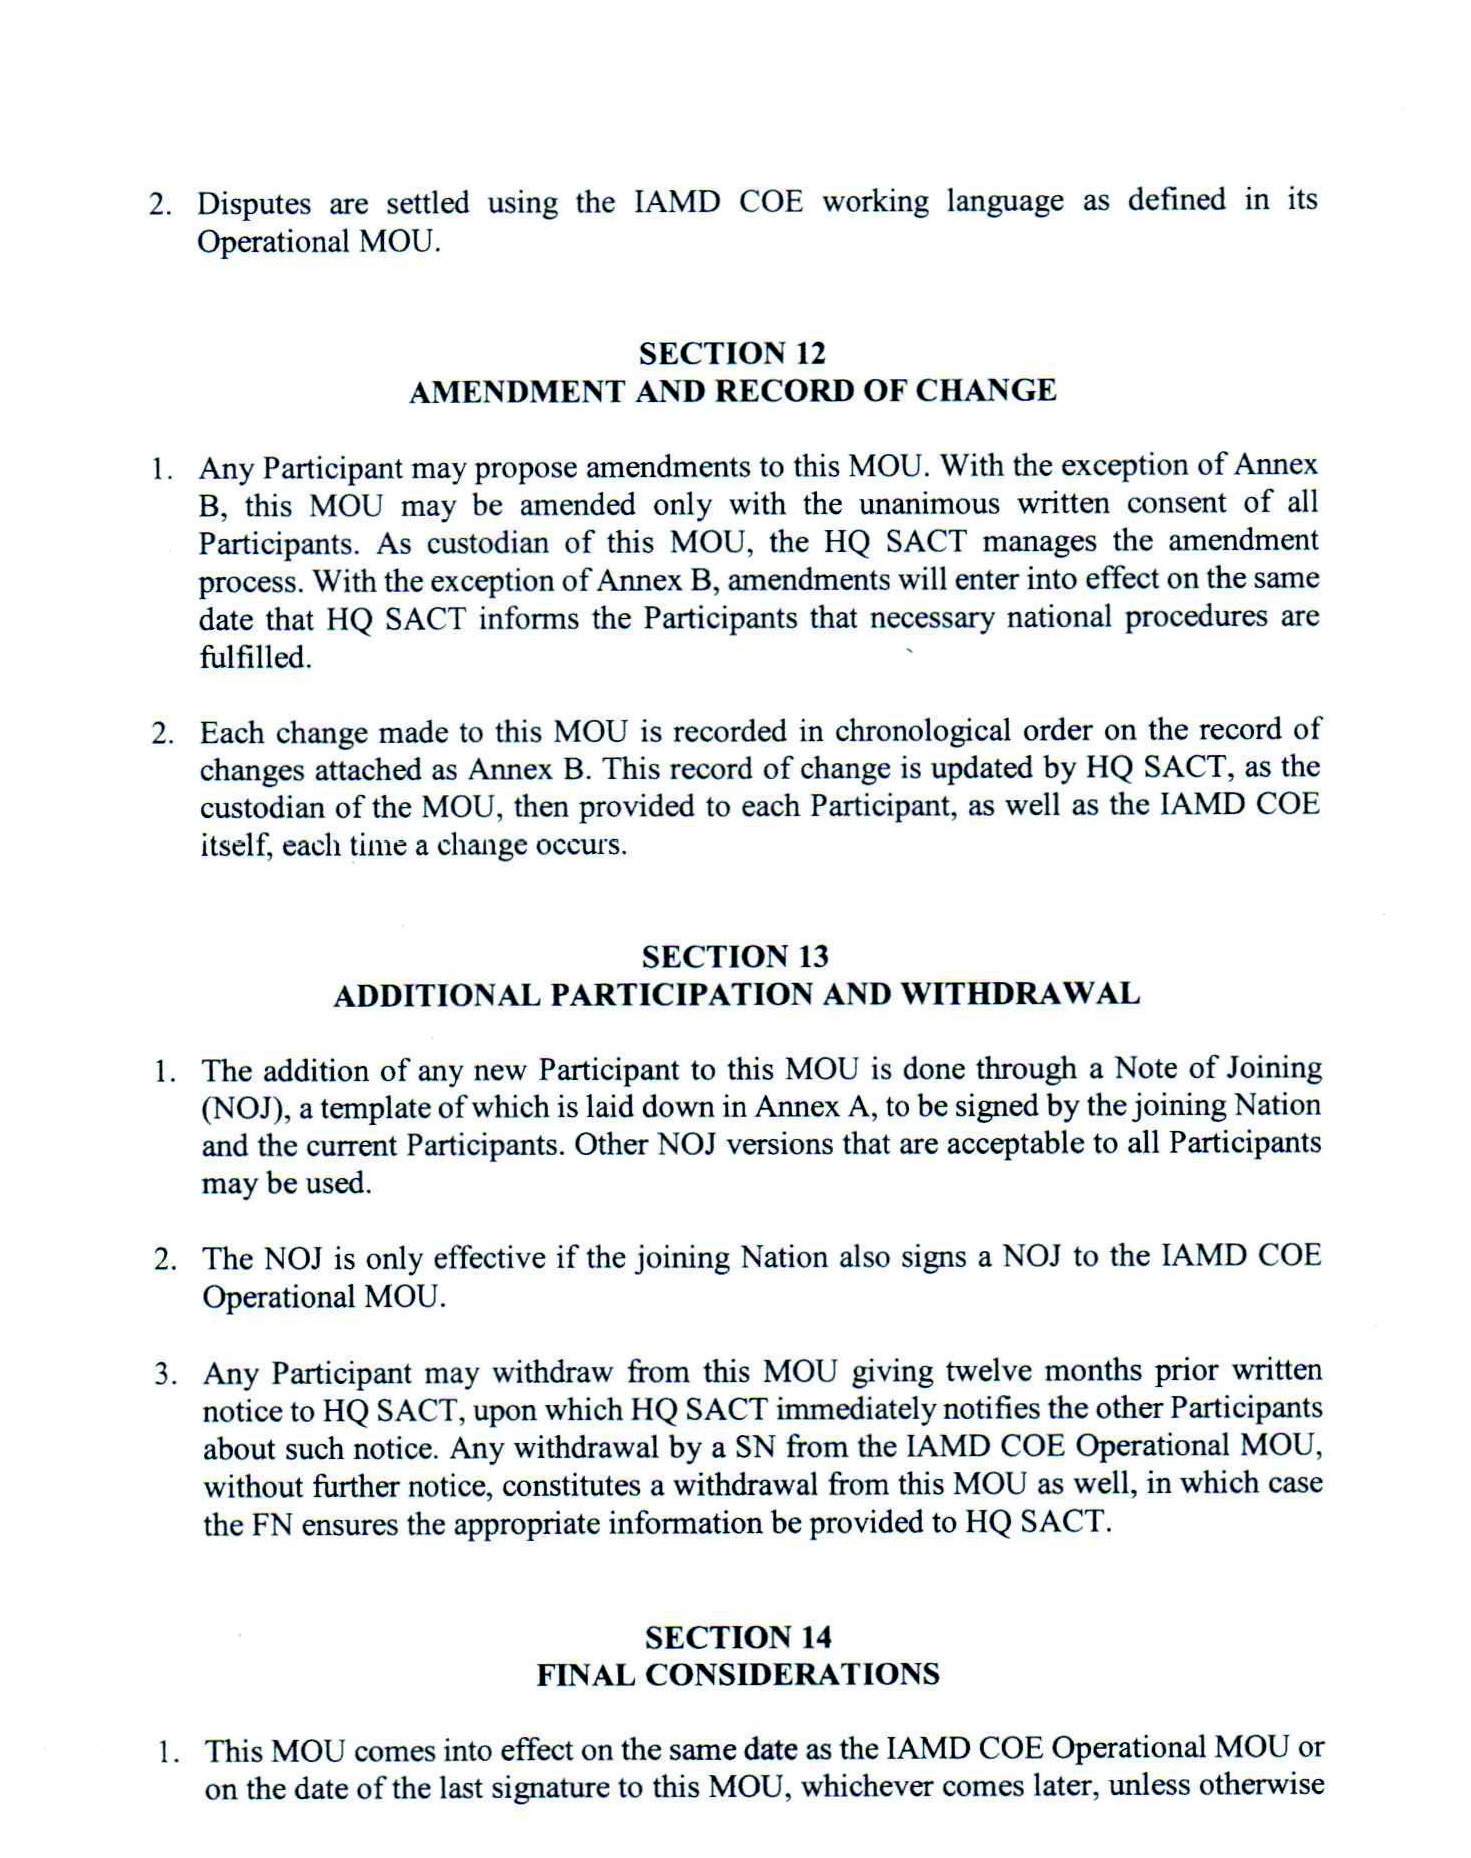 2. Disputes are settled using the IAMD COE working language as defined in its
Operational MOU.
SECTION 12
AMENDMENT AND RECORD OF CHANGE
1. Any Participant may propose amendments to this MOU. With the exception of Annex
B, this MOU may be amended only with the unanimous written consent of all
Participants. As custodian of this MOU, the HQ SACT manages the amendment
process. With the exception of Annex B, amendments will enter into effect on the same
date that HQ SACT informs the Participants that necessary national procedures are
fulfilled.
2. Each change made to this MOU is recorded in chronological order on the record of
changes attached as Annex B. This record of change is updated by HQ SACT, as the
custodian of the MOU, then provided to each Participant, as well as the IAMD COE
itself, each time a change occurs.
SECTION 13
ADDITIONAL PARTICIPATION AND WITHDRAWAL
1. The addition of any new Participant to this MOU is done through a Note of Joining
(NOJ), a template of which is laid down in Annex A, to be signed by the joining Nation
and the current Participants. Other NOJ versions that are acceptable to all Participants
may be used.
2. The NOJ is only effective if the joining Nation also signs a NOJ to the IAMD COE
Operational MOU.
3. Any Participant may withdraw from this MOU giving twelve months prior written
notice to HQ SACT, upon which HQ SACT immediately notifies the other Participants
about such notice. Any withdrawal by a SN from the IAMD COE Operational MOU,
without further notice, constitutes a withdrawal from this MOU as well, in which case
the FN ensures the appropriate information be provided to HQ SACT.
SECTION 14
FINAL CONSIDERATIONS
1. This MOU comes into effect on the same date as the IAMD COE Operational MOU or
on the date of the last signature to this MOU, whichever comes later, unless otherwise